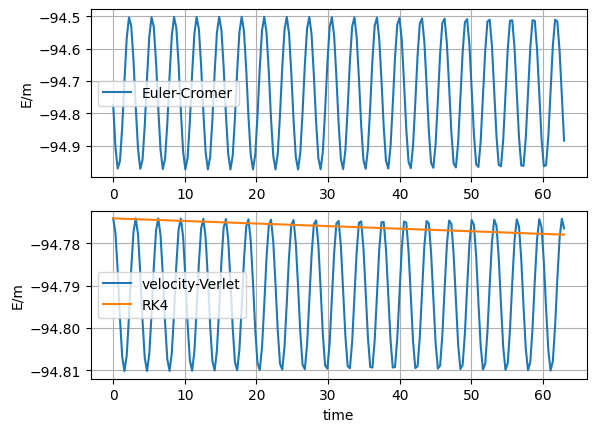 −94.5
−94.6
−94.7
−94.8
−94.9
E/m
Euler-Cromer
0 10 20 30 40 50 60
−94.78
−94.79
−94.80
−94.81
E/m
velocity-Verlet
RK4
0 10 20 30 40 50 60
time